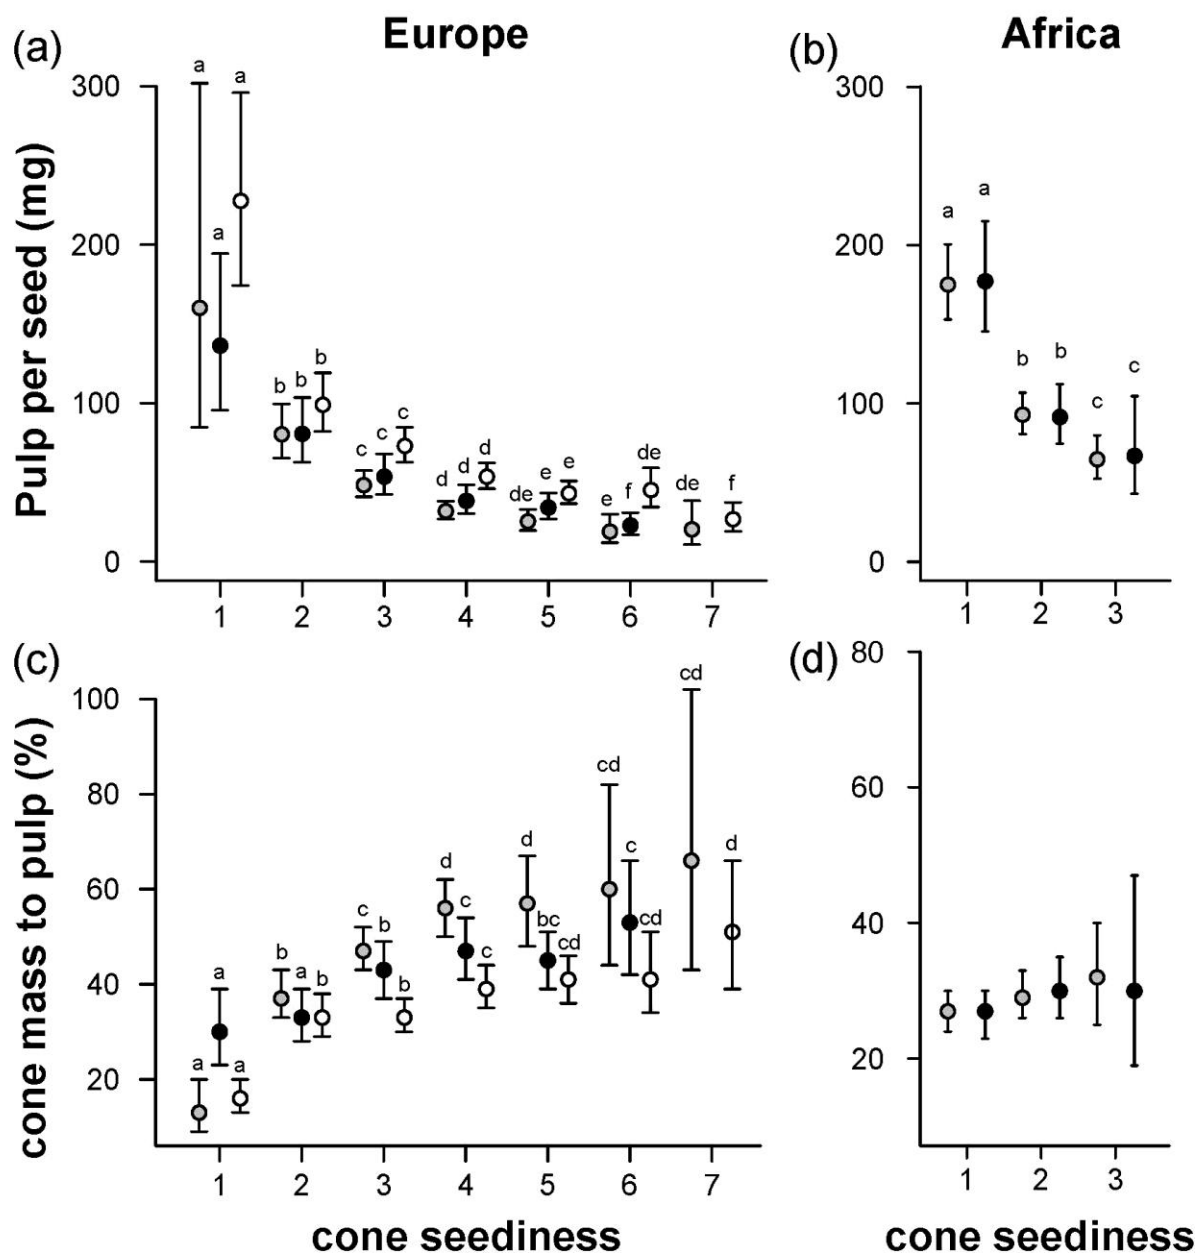 (a) Europe (b) Africa
Pulp per seed (mg)
300 300
a a a a a
200 200
100 100
b b b c c c d d d de e e e f de de f b b c c
0 0
1 2 3 4 5 6 7 1 2 3
(c) (d)
cone mass to pulp (%)
100 80
80 60
60 40
40 20
20
a a a b a b c b b d c c d bc cd cd c cd cd d
1 2 3 4 5 6 7 1 2 3
cone seediness cone seediness